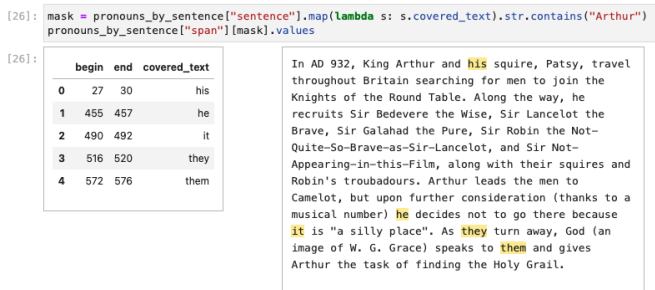 [26]: mask = pronouns_by_sentence["sentence"].map(lambda s: s.covered_text).str.contains("Arthur")
pronouns_by_sentence["span"][mask].values
[26]:
begin end covered_text
0 27 30 his
1 455 457 he
2 490 492 it
3 516 520 they
4 572 576 them
In AD 932, King Arthur and his squire, Patsy, travel
throughout Britain searching for men to join the
Knights of the Round Table. Along the way, he
recruits Sir Bedevere the Wise, Sir Lancelot the
Brave, Sir Galahad the Pure, Sir Robin the Not-
Quite-So-Brave-as-Sir-Lancelot, and Sir Not-
Appearing-in-this-Film, along with their squires and
Robin's troubadours. Arthur leads the men to
Camelot, but upon further consideration (thanks to a
musical number) he decides not to go there because
it is "a silly place". As they turn away, God (an
image of W. G. Grace) speaks to them and gives
Arthur the task of finding the Holy Grail.